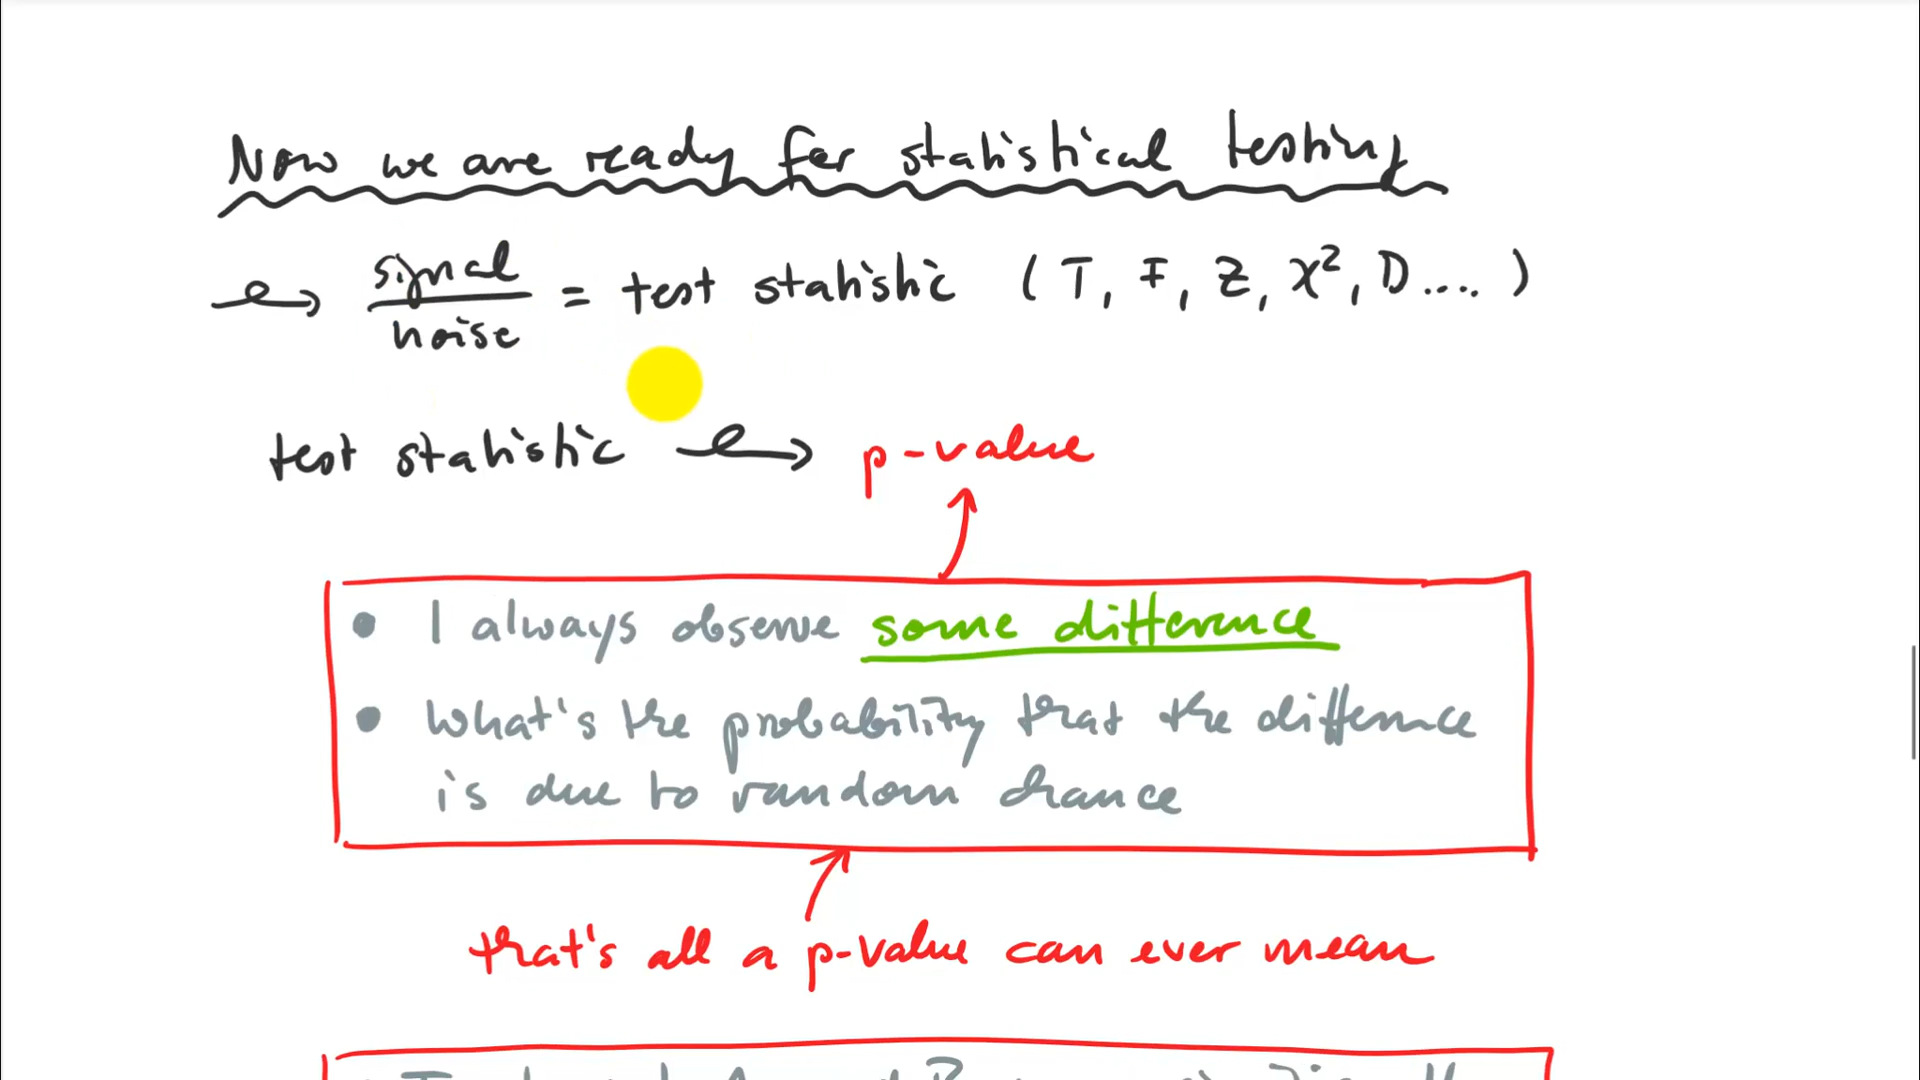 Now we are ready for statistical testing
signal
noise
= test statistic (T, F, Z, χ², D....)
test statistic → p-value
• I always observe some difference
• What's the probability that the difference
is due to random chance
that's all a p-value can ever mean